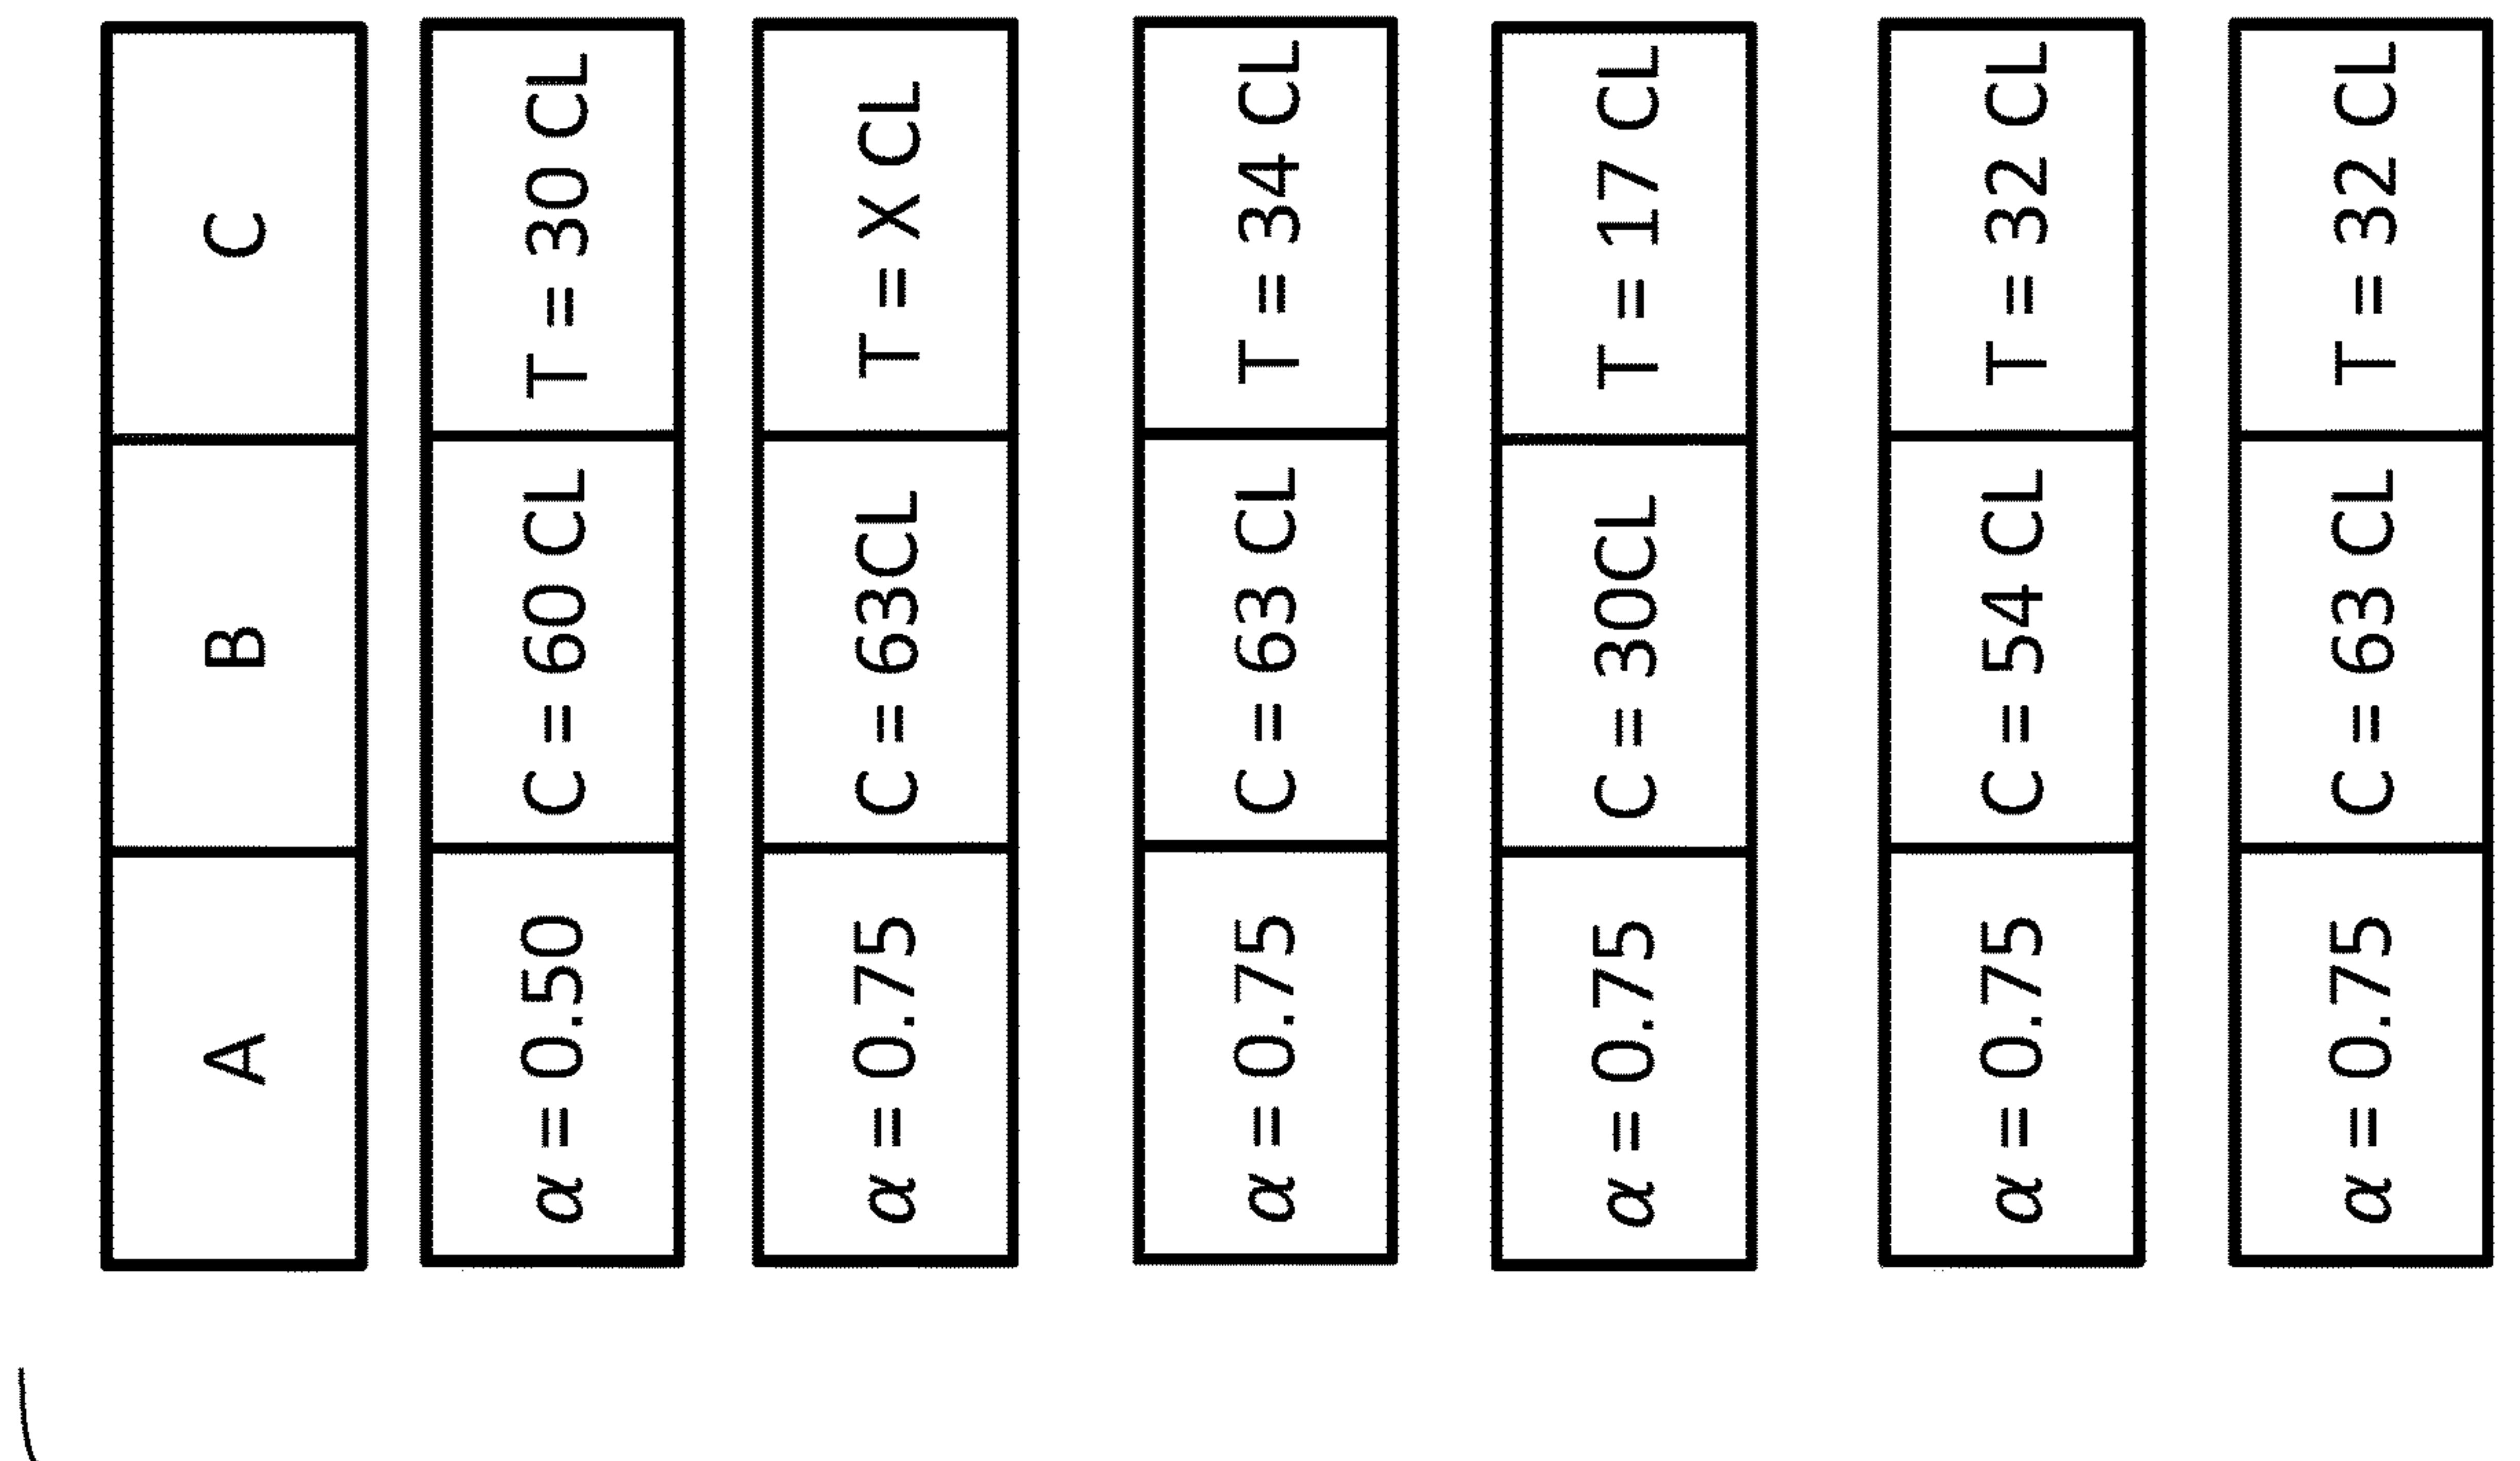 A B C
α = 0.50 C = 60 CL T = 30 CL
α = 0.75 C = 63CL T = X CL
α = 0.75 C = 63 CL T = 34 CL
α = 0.75 C = 30CL T = 17 CL
α = 0.75 C = 54 CL T = 32 CL
α = 0.75 C = 63 CL T = 32 CL